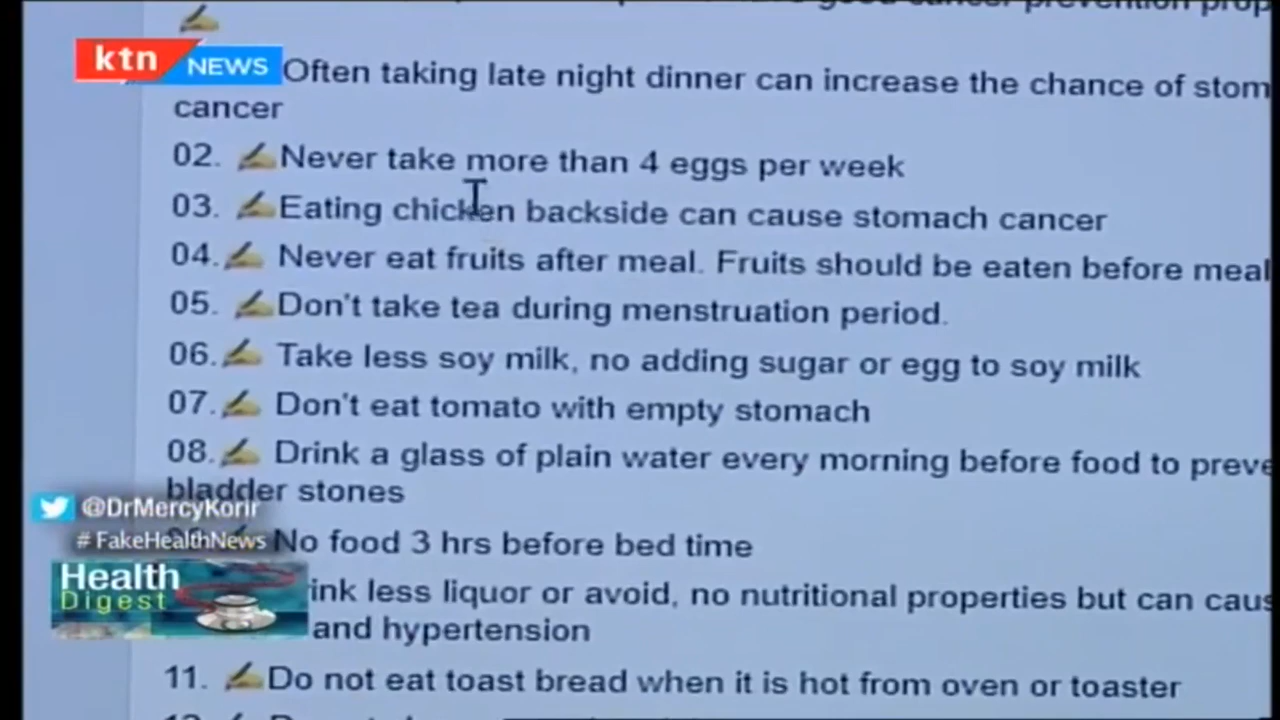 good cancer prevention prop
ktn NEWS
Often taking late night dinner can increase the chance of stom
cancer
02. ✍Never take more than 4 eggs per week
03. ✍Eating chicken backside can cause stomach cancer
04.✍ Never eat fruits after meal. Fruits should be eaten before meal
05. ✍Don't take tea during menstruation period.
06.✍ Take less soy milk, no adding sugar or egg to soy milk
07.✍ Don't eat tomato with empty stomach
08.✍ Drink a glass of plain water every morning before food to preve
bladder stones
@DrMercyKorir
# FakeHealthNews
No food 3 hrs before bed time
Health
Digest
ink less liquor or avoid, no nutritional properties but can caus
and hypertension
11. ✍Do not eat toast bread when it is hot from oven or toaster